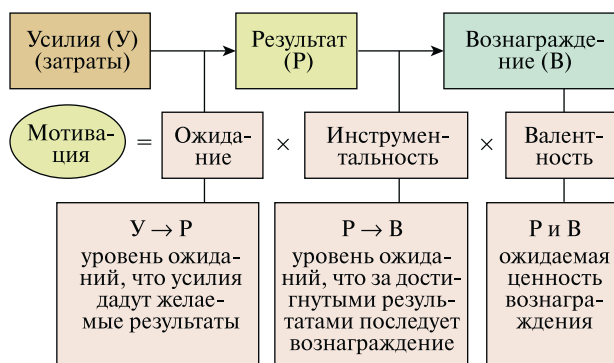 Усилия (У)
(затраты)
Результат
(Р)
Вознагражде-
ние (В)
Мотива-
ция
=
Ожида-
ние
×
Инструмен-
тальность
×
Валент-
ность
У → Р
уровень ожида-
ний, что усилия
дадут желае-
мые результаты
Р → В
уровень ожида-
ний, что за дости-
гнутыми резуль-
татами последует
вознаграждение
Р и В
ожидаемая
ценность
вознагра-
ждения